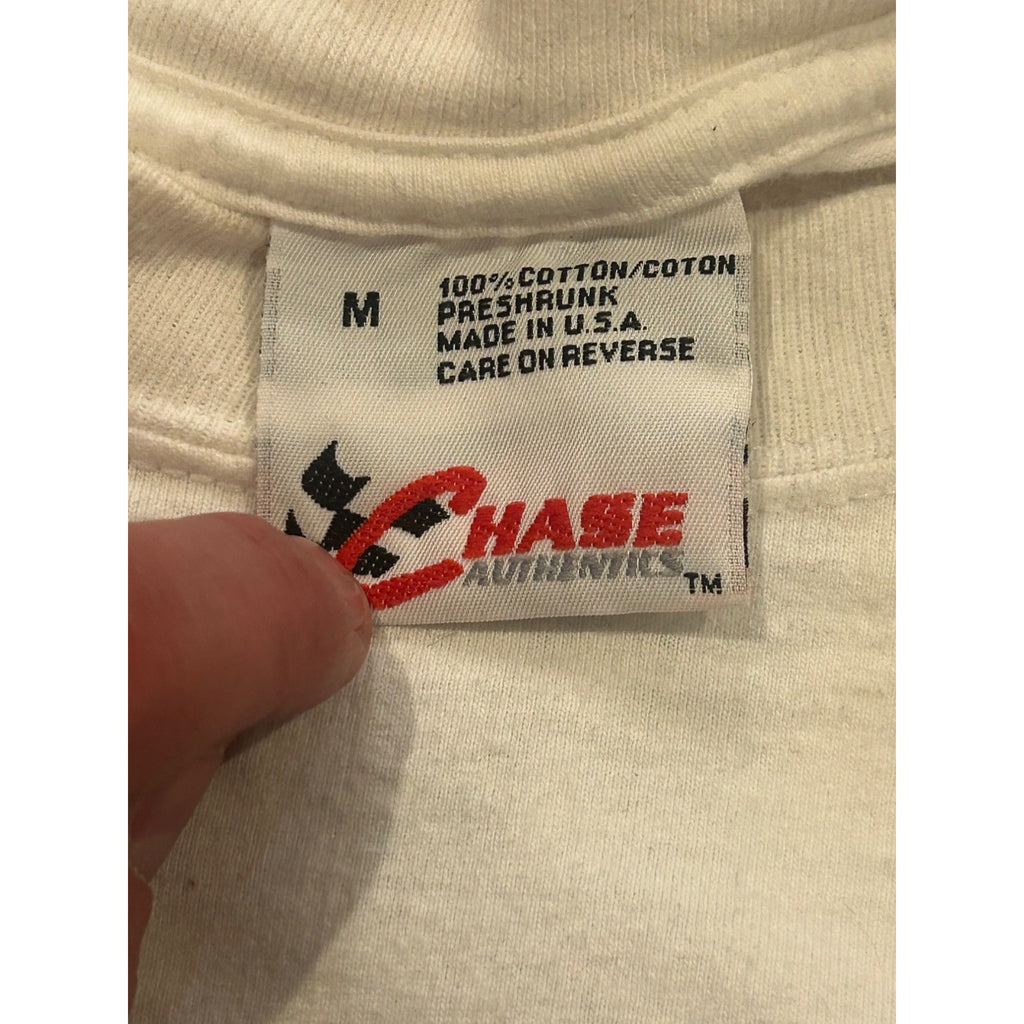 M
100% COTTON/COTON
PRESHRUNK
MADE IN U.S.A.
CARE ON REVERSE
CHASE
AUTHENTICS
TM